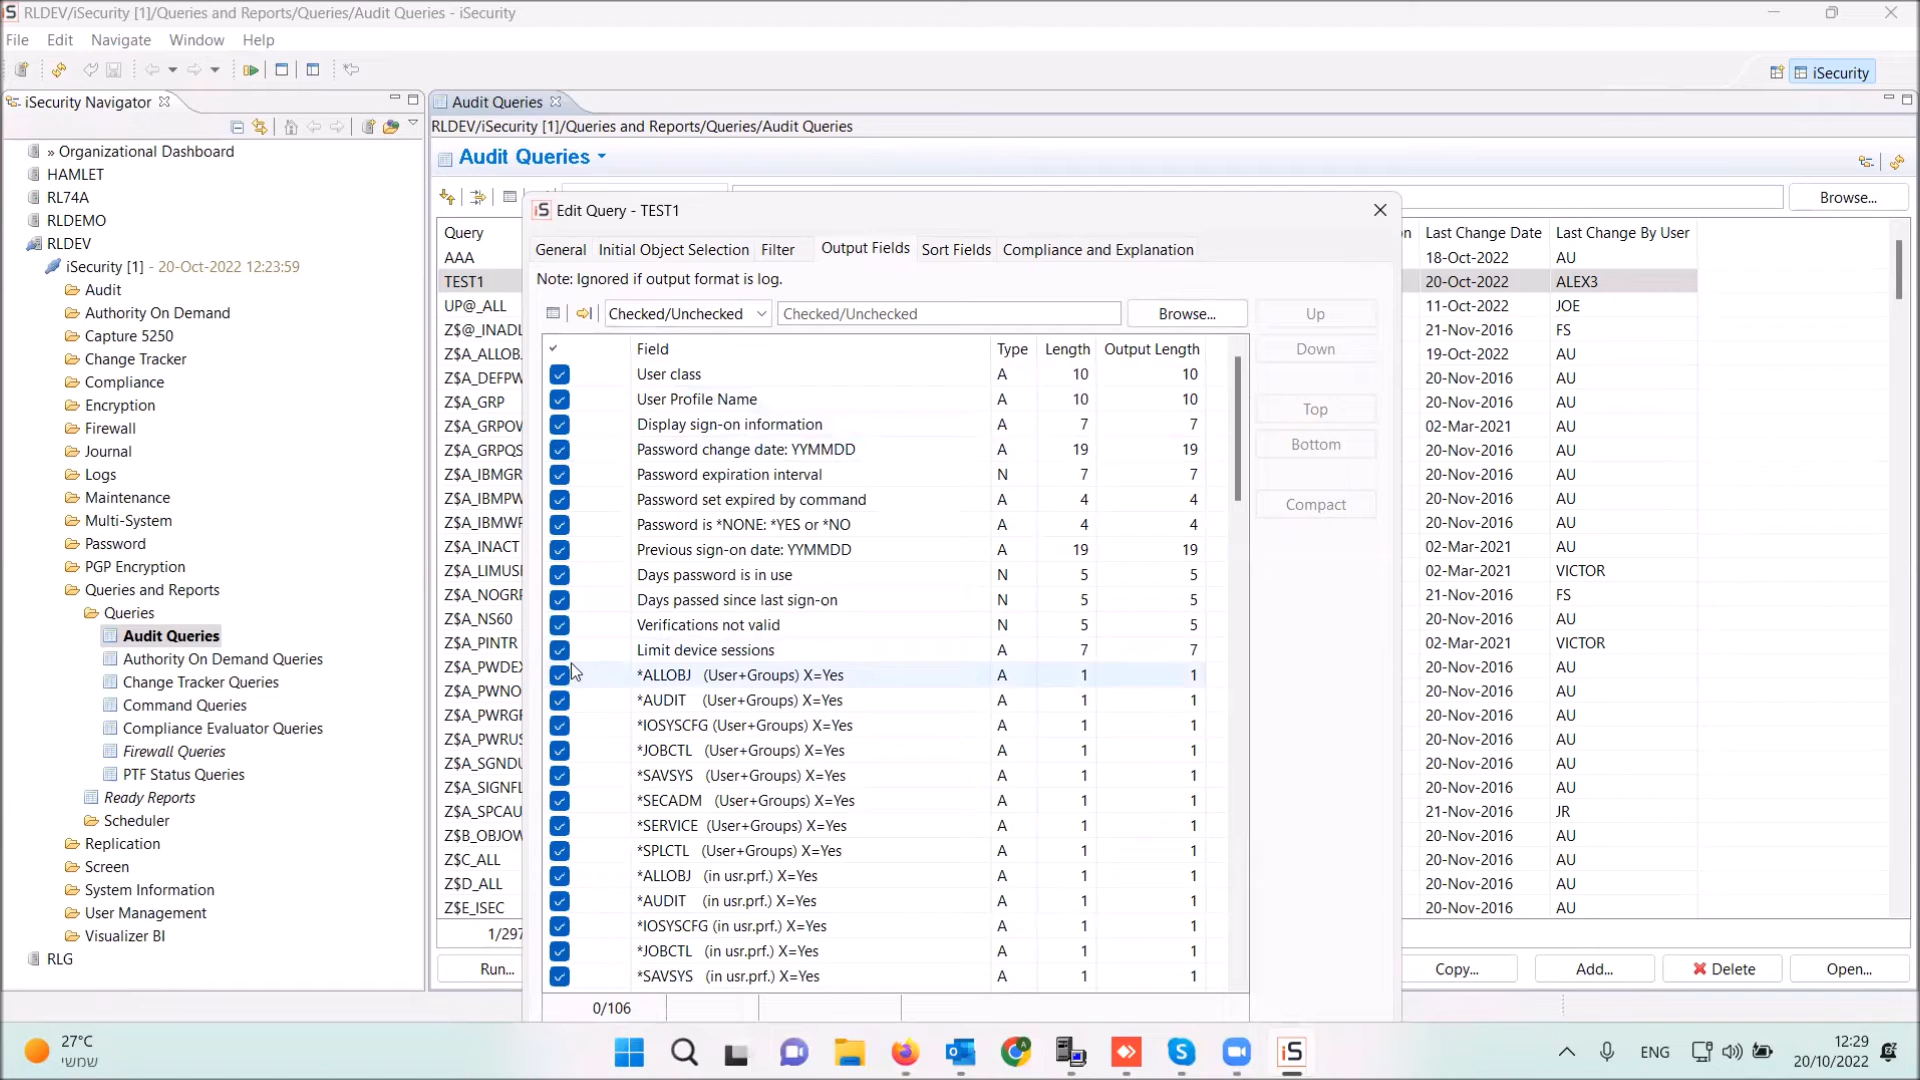 RLDEV/iSecurity [1]/Queries and Reports/Queries/Audit Queries - iSecurity
File Edit Navigate Window Help
iSecurity
iSecurity Navigator
Audit Queries
RLDEV/iSecurity [1]/Queries and Reports/Queries/Audit Queries
Audit Queries
Browse...
» Organizational Dashboard
HAMLET
RL74A
RLDEMO
RLDEV
iSecurity [1] - 20-Oct-2022 12:23:59
Audit
Authority On Demand
Capture 5250
Change Tracker
Compliance
Encryption
Firewall
Journal
Logs
Maintenance
Multi-System
Password
PGP Encryption
Queries and Reports
Queries
Audit Queries
Authority On Demand Queries
Change Tracker Queries
Command Queries
Compliance Evaluator Queries
Firewall Queries
PTF Status Queries
Ready Reports
Scheduler
Replication
Screen
System Information
User Management
Visualizer BI
RLG
Query
AAA
TEST1
UP@_ALL
Z$@_INADL
Z$A_ALLOBJ
Z$A_DEFPW
Z$A_GRP
Z$A_GRPOV
Z$A_GRPQS
Z$A_IBMGR
Z$A_IBMPW
Z$A_IBMWR
Z$A_INACT
Z$A_LIMUSI
Z$A_NOGRP
Z$A_NS60
Z$A_PINTR
Z$A_PWDEX
Z$A_PWNO
Z$A_PWRGF
Z$A_PWRUS
Z$A_SGNDU
Z$A_SIGNFL
Z$A_SPCAU
Z$B_OBJOW
Z$C_ALL
Z$D_ALL
Z$E_ISEC
1/297
Run...
Edit Query - TEST1
General Initial Object Selection Filter Output Fields Sort Fields Compliance and Explanation
Note: Ignored if output format is log.
Checked/Unchecked Checked/Unchecked Browse... Up
Down
Top
Bottom
Compact
Field Type Length Output Length
User class A 10 10
User Profile Name A 10 10
Display sign-on information A 7 7
Password change date: YYMMDD A 19 19
Password expiration interval N 7 7
Password set expired by command A 4 4
Password is *NONE: *YES or *NO A 4 4
Previous sign-on date: YYMMDD A 19 19
Days password is in use N 5 5
Days passed since last sign-on N 5 5
Verifications not valid N 5 5
Limit device sessions A 7 7
*ALLOBJ (User+Groups) X=Yes A 1 1
*AUDIT (User+Groups) X=Yes A 1 1
*IOSYSCFG (User+Groups) X=Yes A 1 1
*JOBCTL (User+Groups) X=Yes A 1 1
*SAVSYS (User+Groups) X=Yes A 1 1
*SECADM (User+Groups) X=Yes A 1 1
*SERVICE (User+Groups) X=Yes A 1 1
*SPLCTL (User+Groups) X=Yes A 1 1
*ALLOBJ (in usr.prf.) X=Yes A 1 1
*AUDIT (in usr.prf.) X=Yes A 1 1
*IOSYSCFG (in usr.prf.) X=Yes A 1 1
*JOBCTL (in usr.prf.) X=Yes A 1 1
*SAVSYS (in usr.prf.) X=Yes A 1 1
0/106
n Last Change Date Last Change By User
18-Oct-2022 AU
20-Oct-2022 ALEX3
11-Oct-2022 JOE
21-Nov-2016 FS
19-Oct-2022 AU
20-Nov-2016 AU
20-Nov-2016 AU
02-Mar-2021 AU
20-Nov-2016 AU
20-Nov-2016 AU
20-Nov-2016 AU
20-Nov-2016 AU
02-Mar-2021 AU
02-Mar-2021 VICTOR
21-Nov-2016 FS
20-Nov-2016 AU
02-Mar-2021 VICTOR
20-Nov-2016 AU
20-Nov-2016 AU
20-Nov-2016 AU
20-Nov-2016 AU
20-Nov-2016 AU
20-Nov-2016 AU
21-Nov-2016 JR
20-Nov-2016 AU
20-Nov-2016 AU
20-Nov-2016 AU
20-Nov-2016 AU
Copy... Add... Delete Open...
27°C
שמשי
ENG
12:29
20/10/2022